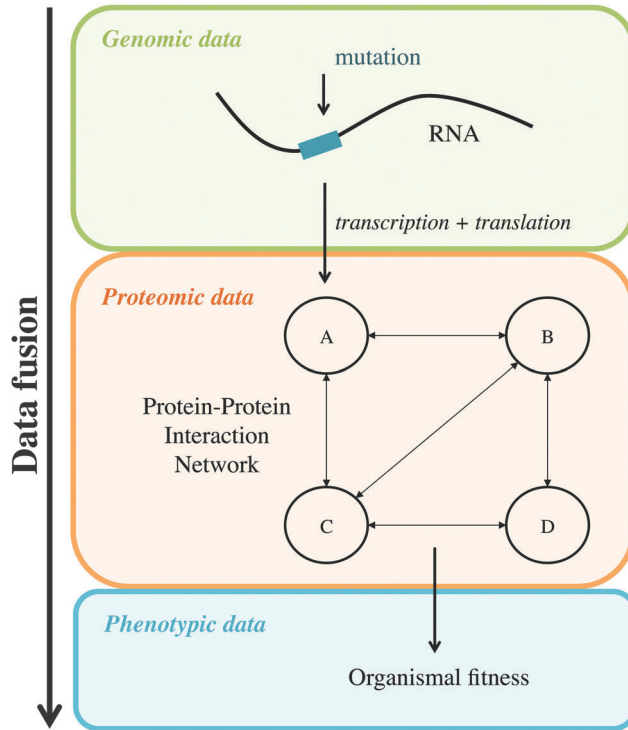 Data fusion
Genomic data
mutation
RNA
transcription + translation
Proteomic data
A
B
Protein-Protein
Interaction
Network
C
D
Phenotypic data
Organismal fitness